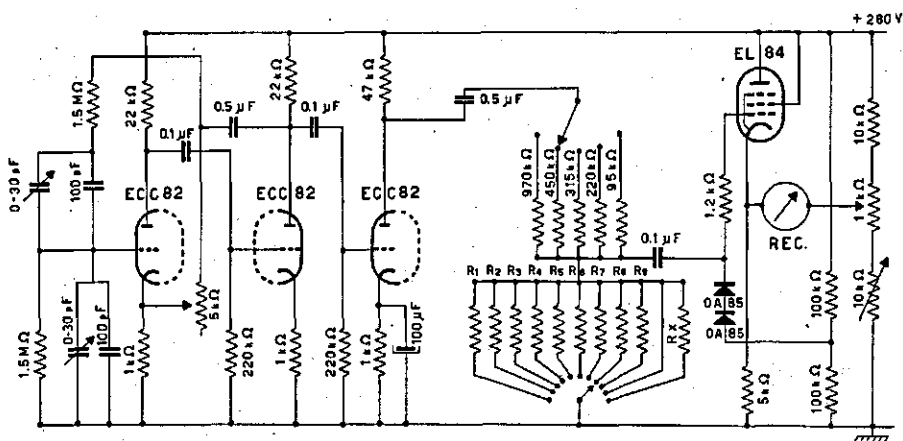 + 280 V
EL
84
1.5 MΩ
22 kΩ
22 kΩ
47 kΩ
0.5 µF
0.1 µF
0.1 µF
0.5 µF
0-30 pF
100 pF
ECC 82
ECC 82
ECC 82
970 kΩ
450 kΩ
315 kΩ
220 kΩ
95 kΩ
1.2 kΩ
10 kΩ
REC.
0.1 µF
R1
R2
R3
R4
R5
R6
R7
R8
R9
Rx
5 kΩ
0-30 pF
100 pF
1.5 MΩ
1 kΩ
220 kΩ
1 kΩ
220 kΩ
1 kΩ
100 µF
OA 85
OA 85
100 kΩ
10 kΩ
5 kΩ
100 kΩ